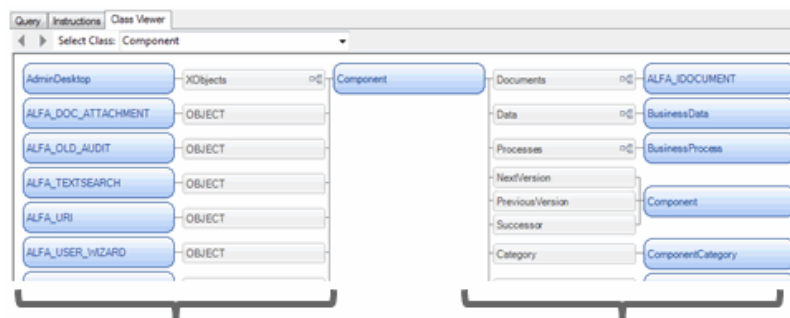 Query Instructions Class Viewer
Select Class: Component
AdminDesktop XObjects Component Documents ALFA_IDOCUMENT
ALFA_DOC_ATTACHMENT OBJECT Data BusinessData
ALFA_OLD_AUDIT OBJECT Processes BusinessProcess
ALFA_TEXTSEARCH OBJECT NextVersion
PreviousVersion Component
ALFA_URI OBJECT Successor
ALFA_USER_WIZARD OBJECT Category ComponentCategory